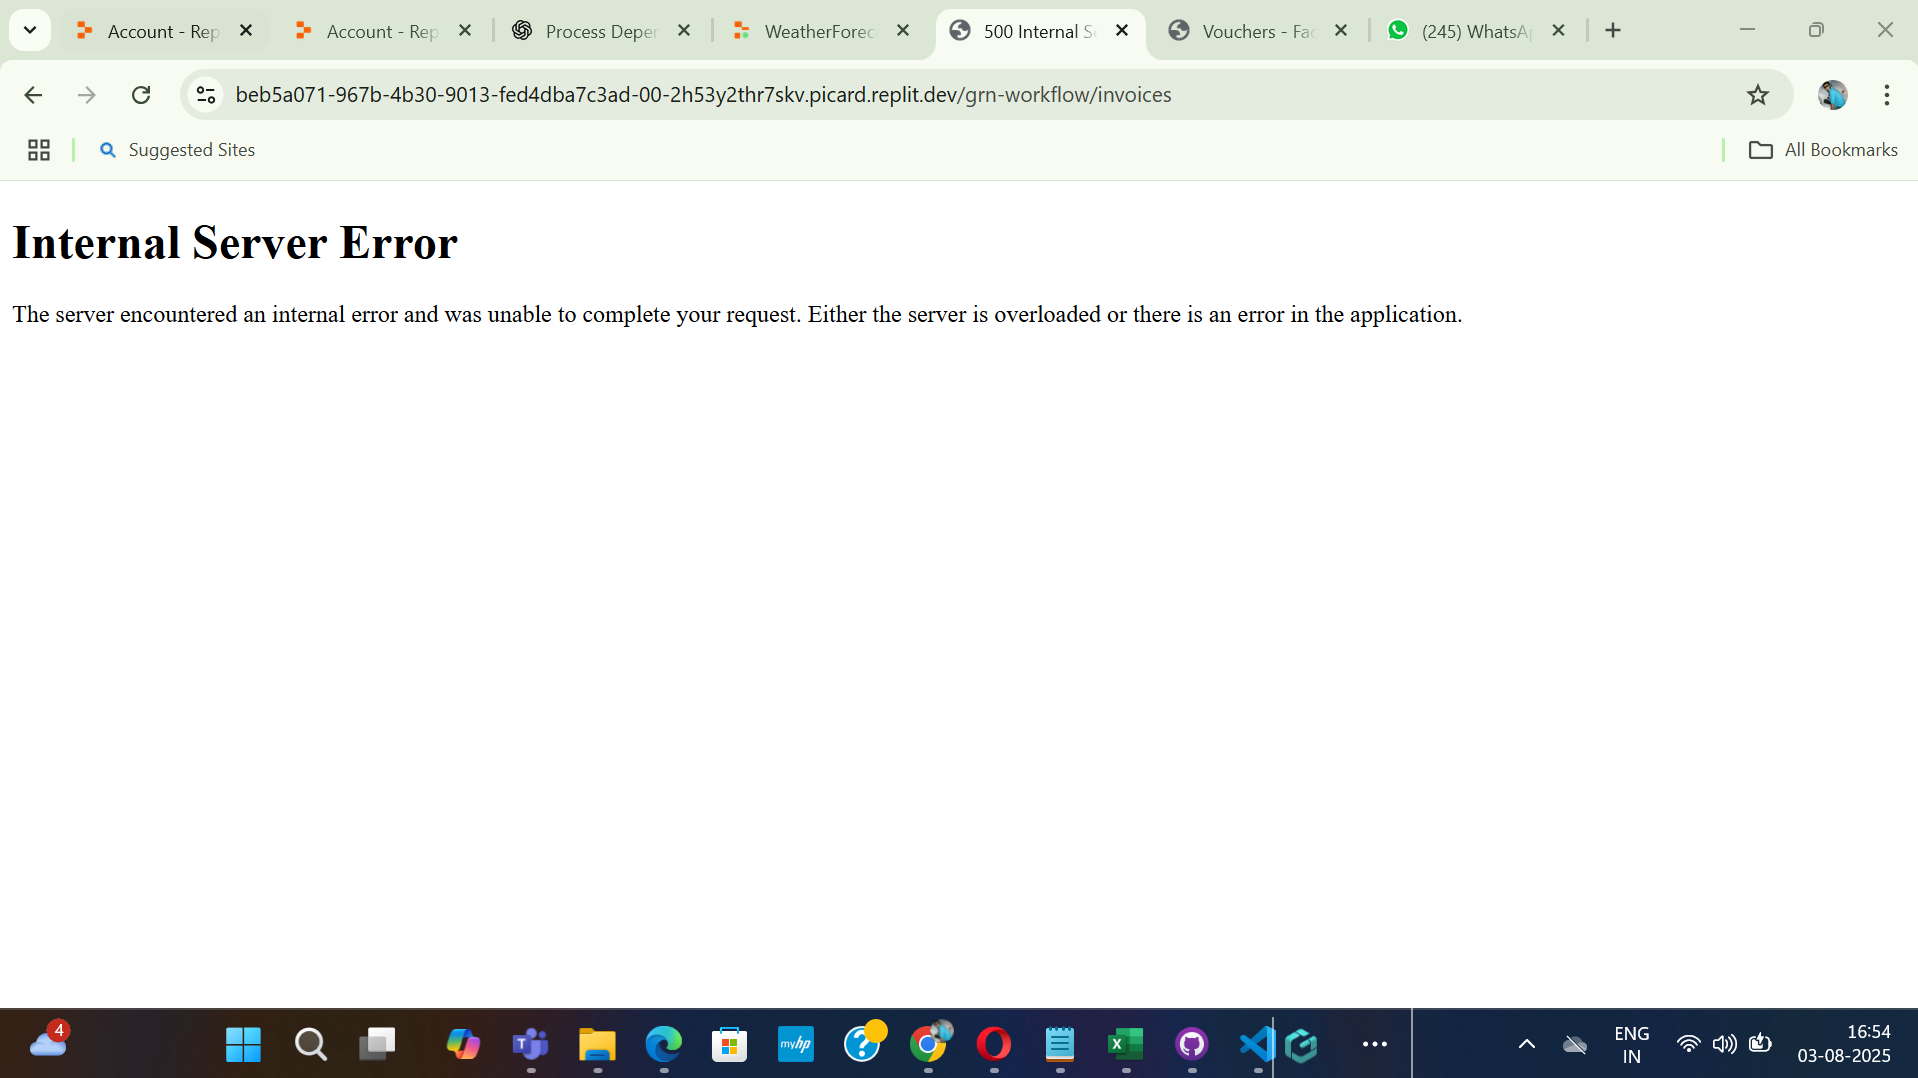 Account - Rep
Account - Rep
Process Deper
WeatherForec
500 Internal Se
Vouchers - Fac
(245) WhatsAp
beb5a071-967b-4b30-9013-fed4dba7c3ad-00-2h53y2thr7skv.picard.replit.dev/grn-workflow/invoices
Suggested Sites
All Bookmarks
Internal Server Error
The server encountered an internal error and was unable to complete your request. Either the server is overloaded or there is an error in the application.
4
myhp
ENG
IN
16:54
03-08-2025